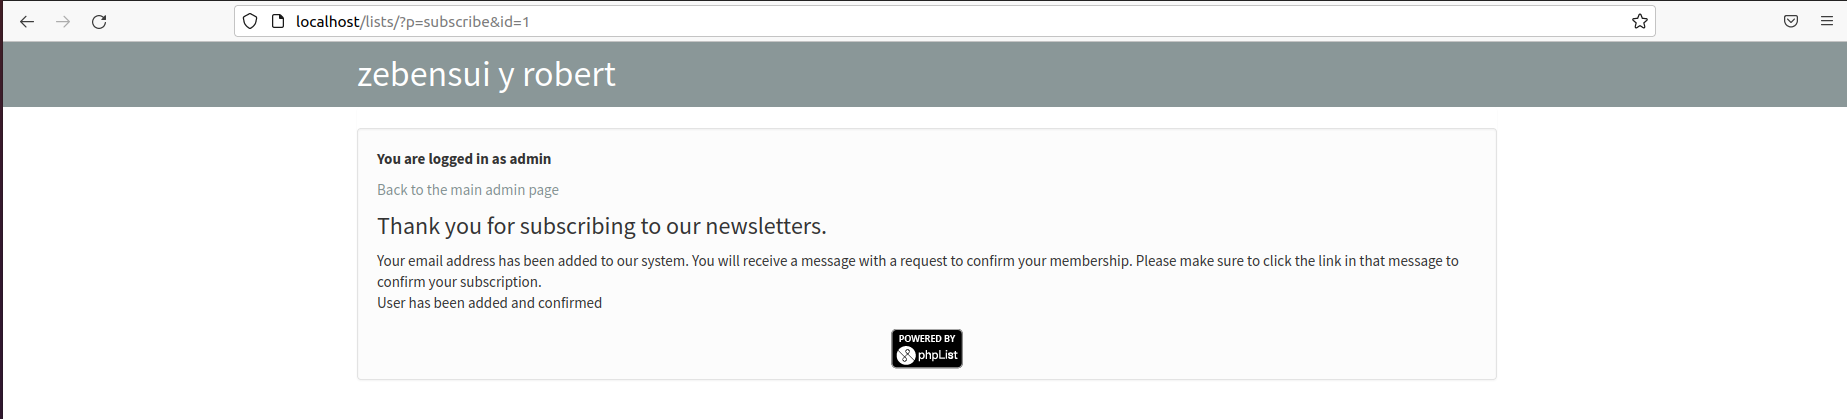 localhost/lists/?p=subscribe&id=1
zebensui y robert
You are logged in as admin
Back to the main admin page
Thank you for subscribing to our newsletters.
Your email address has been added to our system. You will receive a message with a request to confirm your membership. Please make sure to click the link in that message to
confirm your subscription.
User has been added and confirmed
POWERED BY
phpList